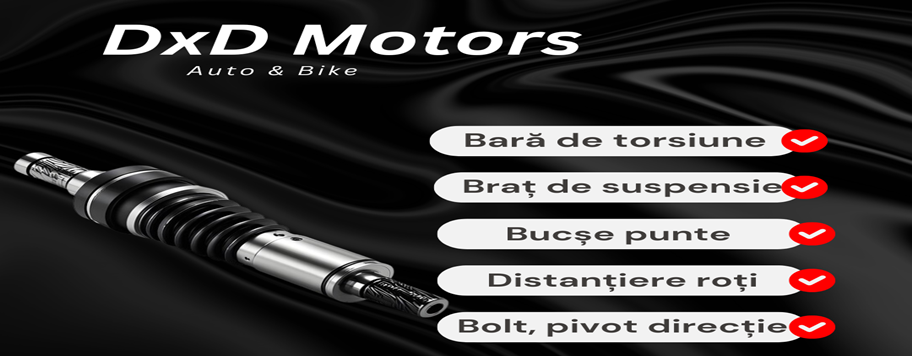 DxD Motors
Auto & Bike
Bară de torsiune
Braț de suspensie
Bucșe punte
Distanțiere roți
Bolt, pivot direcție